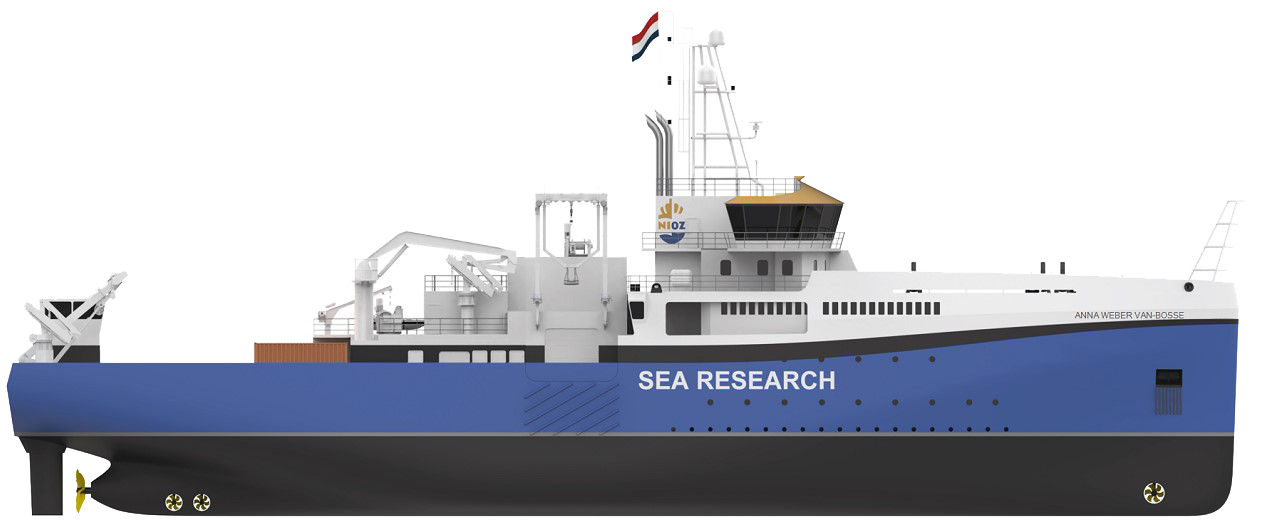 NIOZ
ANNA WEBER VAN-BOSSE
SEA RESEARCH